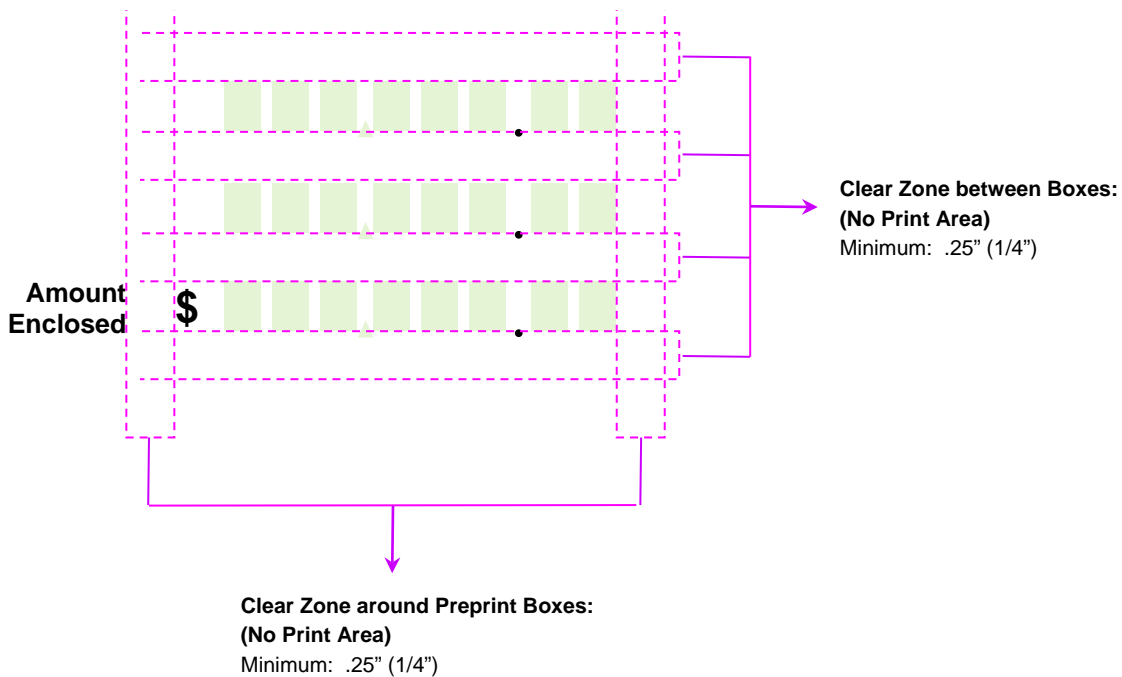 Clear Zone between Boxes:
(No Print Area)
Minimum:  .25” (1/4”)
Amount
Enclosed
$
Clear Zone around Preprint Boxes:
(No Print Area)
Minimum:  .25” (1/4”)